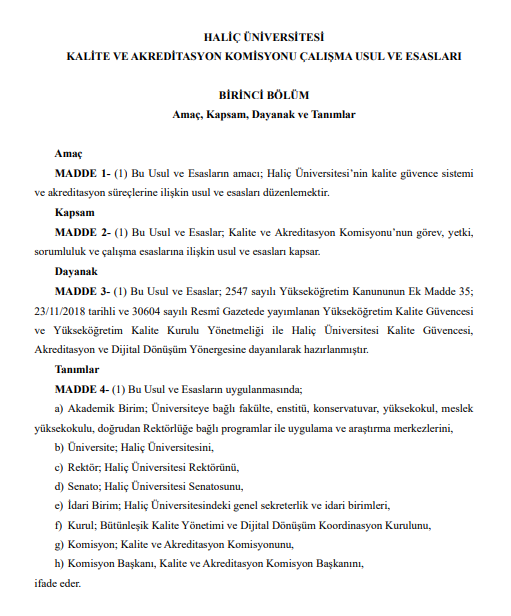 HALİÇ ÜNİVERSİTESİ
KALİTE VE AKREDİTASYON KOMİSYONU ÇALIŞMA USUL VE ESASLARI
BİRİNCİ BÖLÜM
Amaç, Kapsam, Dayanak ve Tanımlar
Amaç
MADDE 1- (1) Bu Usul ve Esasların amacı; Haliç Üniversitesi’nin kalite güvence sistemi
ve akreditasyon süreçlerine ilişkin usul ve esasları düzenlemektir.
Kapsam
MADDE 2- (1) Bu Usul ve Esaslar; Kalite ve Akreditasyon Komisyonu’nun görev, yetki,
sorumluluk ve çalışma esaslarına ilişkin usul ve esasları kapsar.
Dayanak
MADDE 3- (1) Bu Usul ve Esaslar; 2547 sayılı Yükseköğretim Kanununun Ek Madde 35;
23/11/2018 tarihli ve 30604 sayılı Resmî Gazetede yayımlanan Yükseköğretim Kalite Güvencesi
ve Yükseköğretim Kalite Kurulu Yönetmeliği ile Haliç Üniversitesi Kalite Güvencesi,
Akreditasyon ve Dijital Dönüşüm Yönergesine dayanılarak hazırlanmıştır.
Tanımlar
MADDE 4- (1) Bu Usul ve Esasların uygulanmasında;
a) Akademik Birim; Üniversiteye bağlı fakülte, enstitü, konservatuvar, yüksekokul, meslek
yüksekokulu, doğrudan Rektörlüğe bağlı programlar ile uygulama ve araştırma merkezlerini,
b) Üniversite; Haliç Üniversitesini,
c) Rektör; Haliç Üniversitesi Rektörünü,
d) Senato; Haliç Üniversitesi Senatosunu,
e) İdari Birim; Haliç Üniversitesindeki genel sekreterlik ve idari birimleri,
f) Kurul; Bütünleşik Kalite Yönetimi ve Dijital Dönüşüm Koordinasyon Kurulunu,
g) Komisyon; Kalite ve Akreditasyon Komisyonunu,
h) Komisyon Başkanı, Kalite ve Akreditasyon Komisyon Başkanını,
ifade eder.